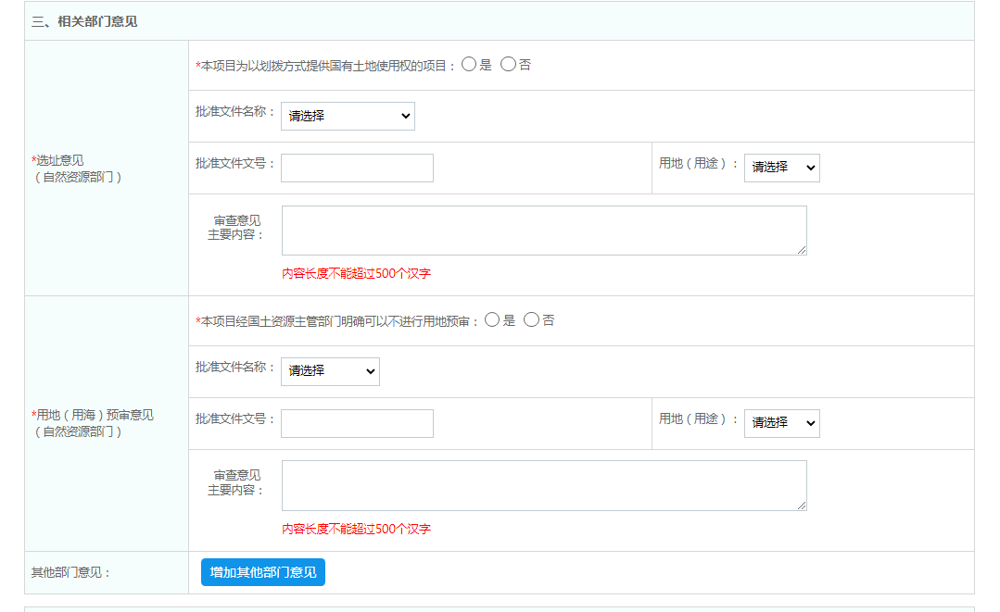 三、相关部门意见
*本项目为以划拨方式提供国有土地使用权的项目： 是 否
批准文件名称： 请选择
*选址意见
（自然资源部门）
批准文件文号： 用地（用途）： 请选择
审查意见
主要内容：
内容长度不能超过500个汉字
*本项目经国土资源主管部门明确可以不进行用地预审： 是 否
批准文件名称： 请选择
*用地（用海）预审意见
（自然资源部门）
批准文件文号： 用地（用途）： 请选择
审查意见
主要内容：
内容长度不能超过500个汉字
其他部门意见： 增加其他部门意见